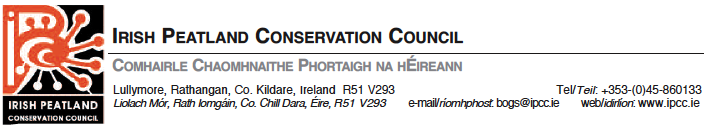 IRISH PEATLAND CONSERVATION COUNCIL
COMHAIRLE CHAOMHNAITHE PHORTAIGH NA HÉIREANN
Lullymore, Rathangan, Co. Kildare, Ireland R51 V293 Tel/Teil: +353-(0)45-860133
Liolach Mór, Rath Iomgáin, Co. Chill Dara, Éire, R51 V293 e-mail/ríomhphost: bogs@ipcc.ie web/idirlíon: www.ipcc.ie
IPCC
IRISH PEATLAND
CONSERVATION COUNCIL